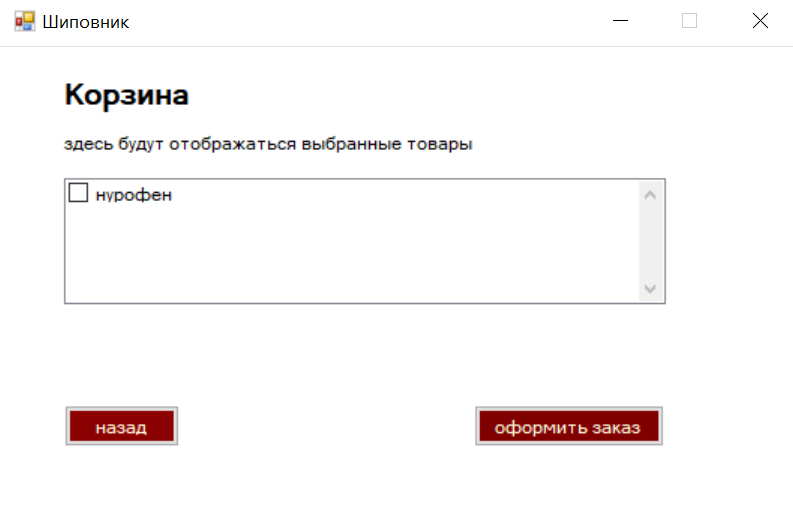 Шиповник
Корзина
здесь будут отображаться выбранные товары
нурофен
назад
оформить заказ